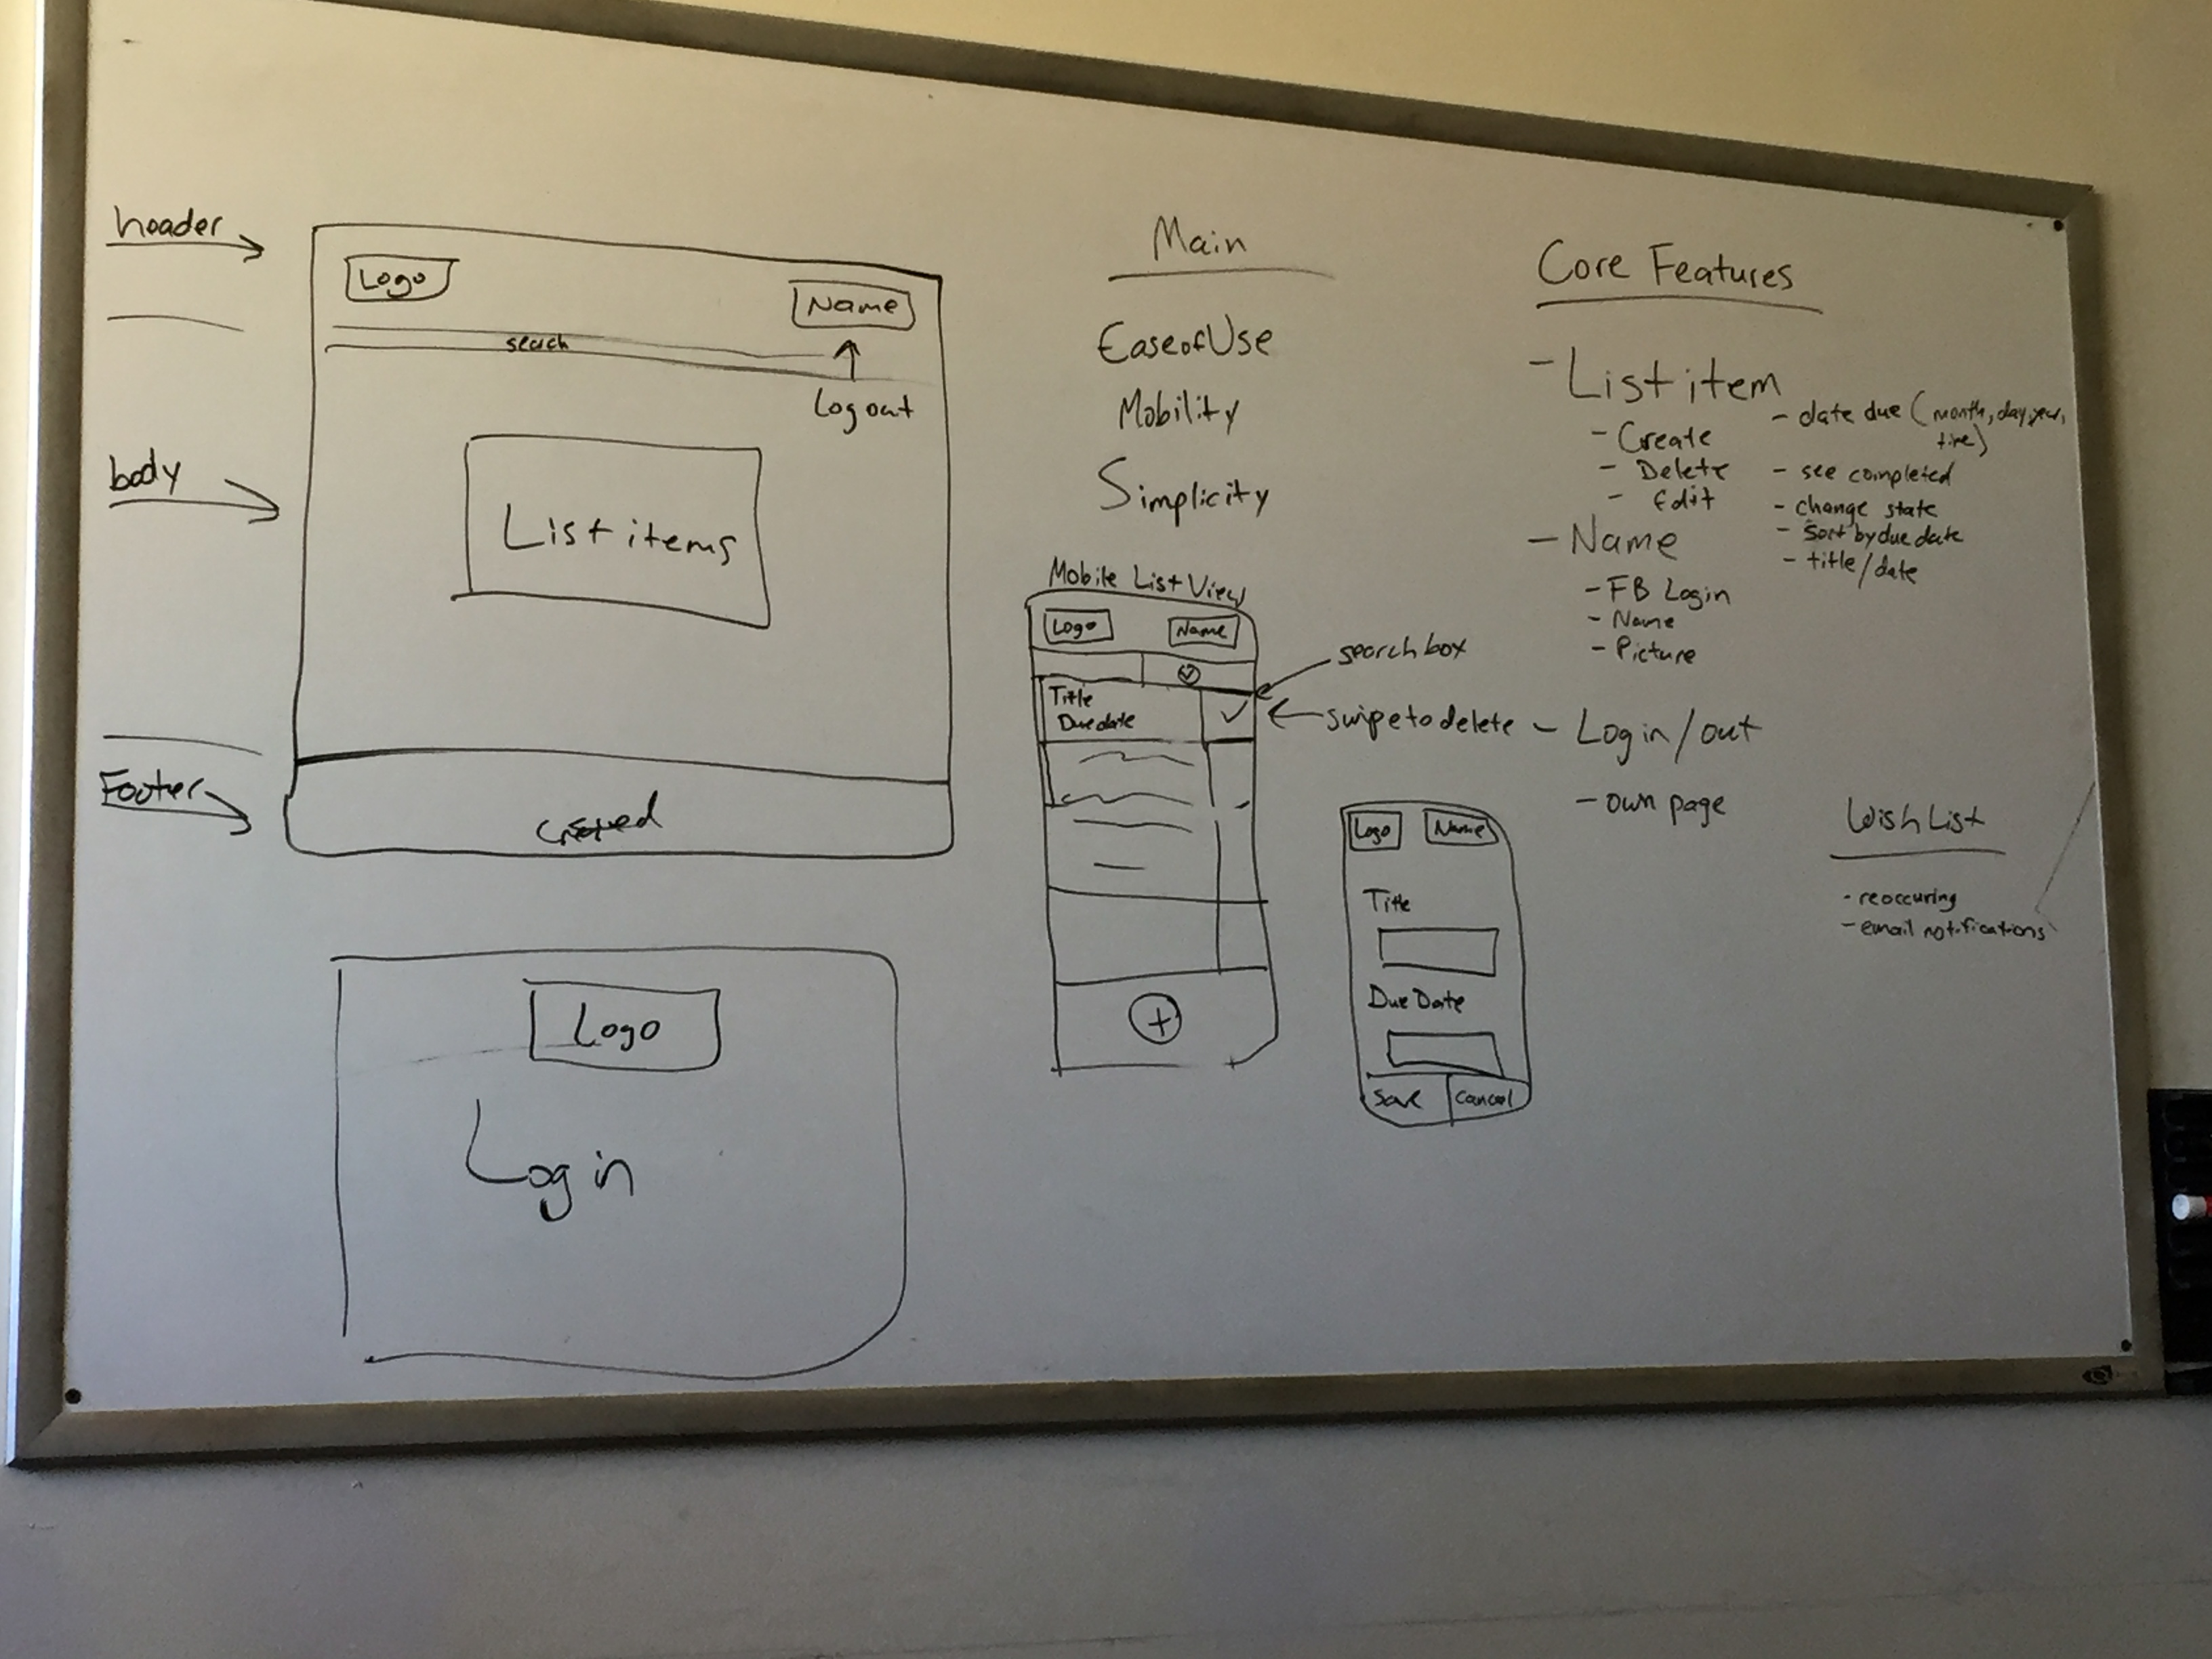 header
Logo
Name
search
Log out
body
List items
Footer
Logo
Login
Main
Ease of Use
Mobility
Simplicity
Mobile List View
Logo
Name
Title
Due date
search box
swipe to delete
Logo
Name
Title
Due Date
Save
Cancel
Core Features
- List item
- Create
- Delete
- Edit
- date due (month, day, year,
time)
- see completed
- change state
- sort by due date
- title/date
- Name
- FB Login
- Name
- Picture
- Log in/out
- own page
Wish List
- reoccuring
- email notifications